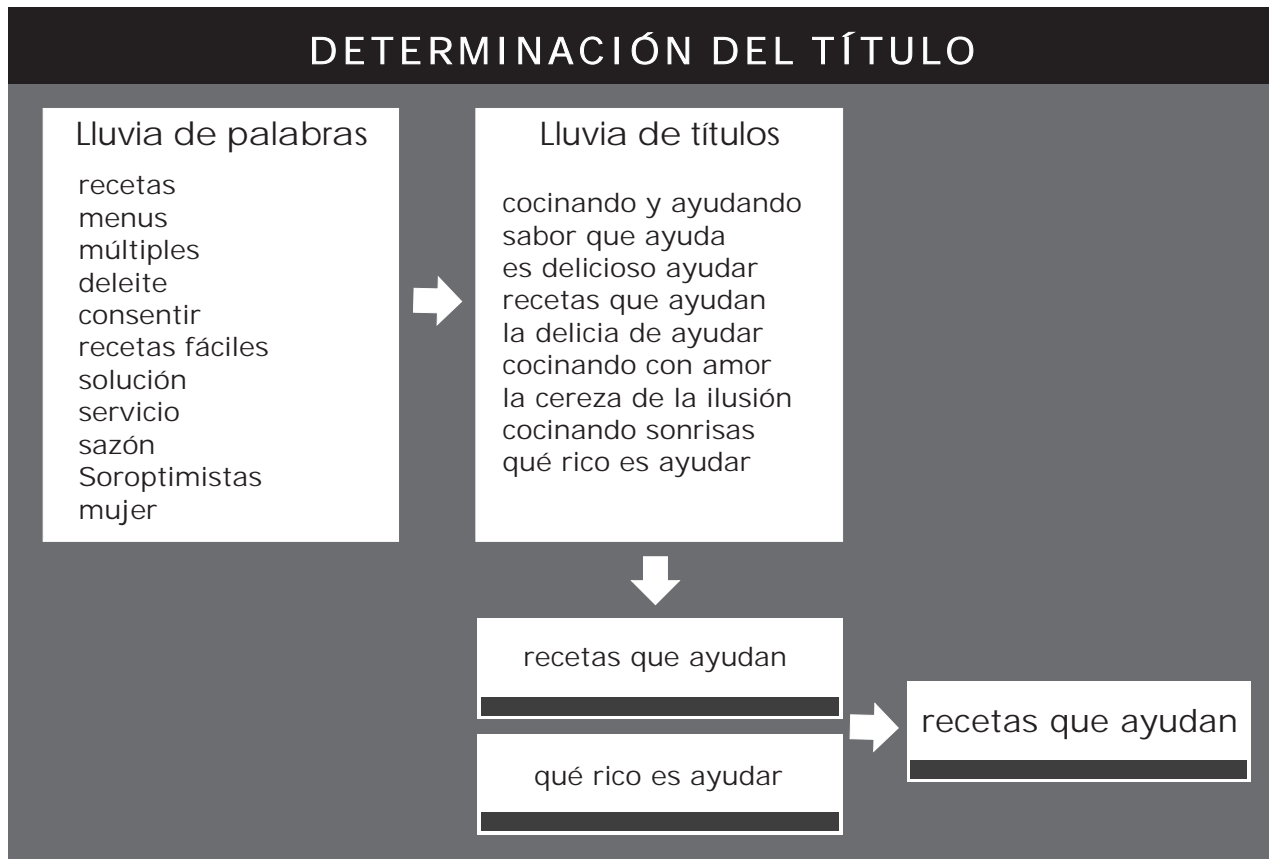 DETERMINACIÓN DEL TÍTULO
Lluvia de palabras
recetas
menus
múltiples
deleite
consentir
recetas fáciles
solución
servicio
sazón
Soroptimistas
mujer
Lluvia de títulos
cocinando y ayudando
sabor que ayuda
es delicioso ayudar
recetas que ayudan
la delicia de ayudar
cocinando con amor
la cereza de la ilusión
cocinando sonrisas
qué rico es ayudar
recetas que ayudan
qué rico es ayudar
recetas que ayudan